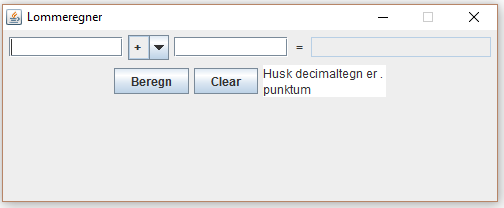 Lommeregner
+ =
Beregn Clear Husk decimaltegn er .
punktum